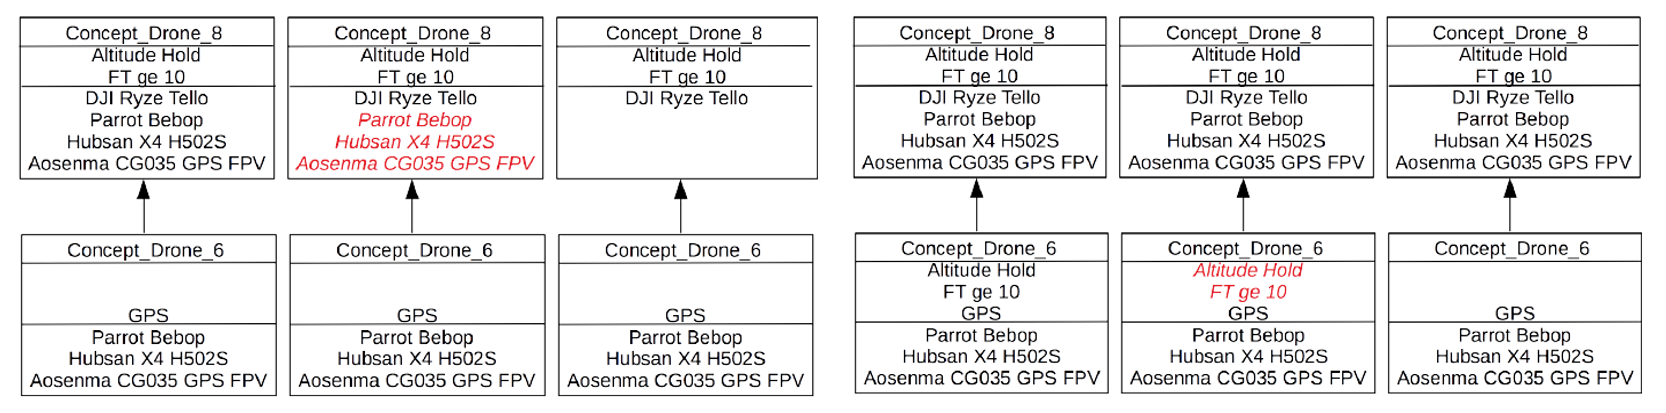 Concept_Drone_8
Altitude Hold
FT ge 10
DJI Ryze Tello
Parrot Bebop
Hubsan X4 H502S
Aosenma CG035 GPS FPV
Concept_Drone_6
GPS
Parrot Bebop
Hubsan X4 H502S
Aosenma CG035 GPS FPV
Concept_Drone_8
Altitude Hold
FT ge 10
DJI Ryze Tello
Parrot Bebop
Hubsan X4 H502S
Aosenma CG035 GPS FPV
Concept_Drone_6
GPS
Parrot Bebop
Hubsan X4 H502S
Aosenma CG035 GPS FPV
Concept_Drone_8
Altitude Hold
FT ge 10
DJI Ryze Tello
Concept_Drone_6
GPS
Parrot Bebop
Hubsan X4 H502S
Aosenma CG035 GPS FPV
Concept_Drone_8
Altitude Hold
FT ge 10
DJI Ryze Tello
Parrot Bebop
Hubsan X4 H502S
Aosenma CG035 GPS FPV
Concept_Drone_6
Altitude Hold
FT ge 10
GPS
Parrot Bebop
Hubsan X4 H502S
Aosenma CG035 GPS FPV
Concept_Drone_8
Altitude Hold
FT ge 10
DJI Ryze Tello
Parrot Bebop
Hubsan X4 H502S
Aosenma CG035 GPS FPV
Concept_Drone_6
Altitude Hold
FT ge 10
GPS
Parrot Bebop
Hubsan X4 H502S
Aosenma CG035 GPS FPV
Concept_Drone_8
Altitude Hold
FT ge 10
DJI Ryze Tello
Parrot Bebop
Hubsan X4 H502S
Aosenma CG035 GPS FPV
Concept_Drone_6
GPS
Parrot Bebop
Hubsan X4 H502S
Aosenma CG035 GPS FPV